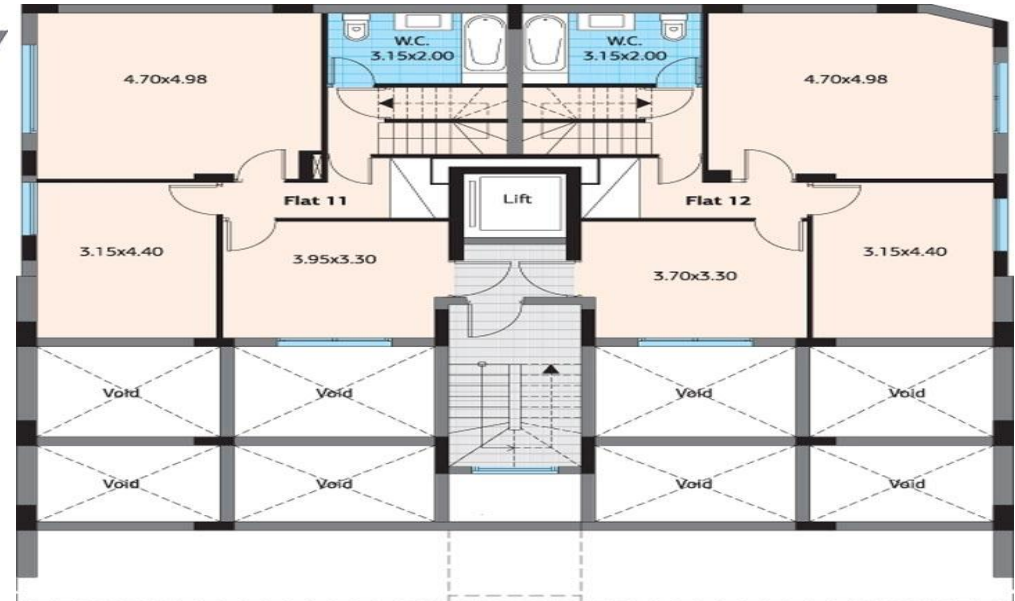 W.C.
3.15x2.00
W.C.
3.15x2.00
4.70x4.98
4.70x4.98
Flat 11
Lift
Flat 12
3.15x4.40
3.95x3.30
3.70x3.30
3.15x4.40
Void
Void
Void
Void
Void
Void
Void
Void